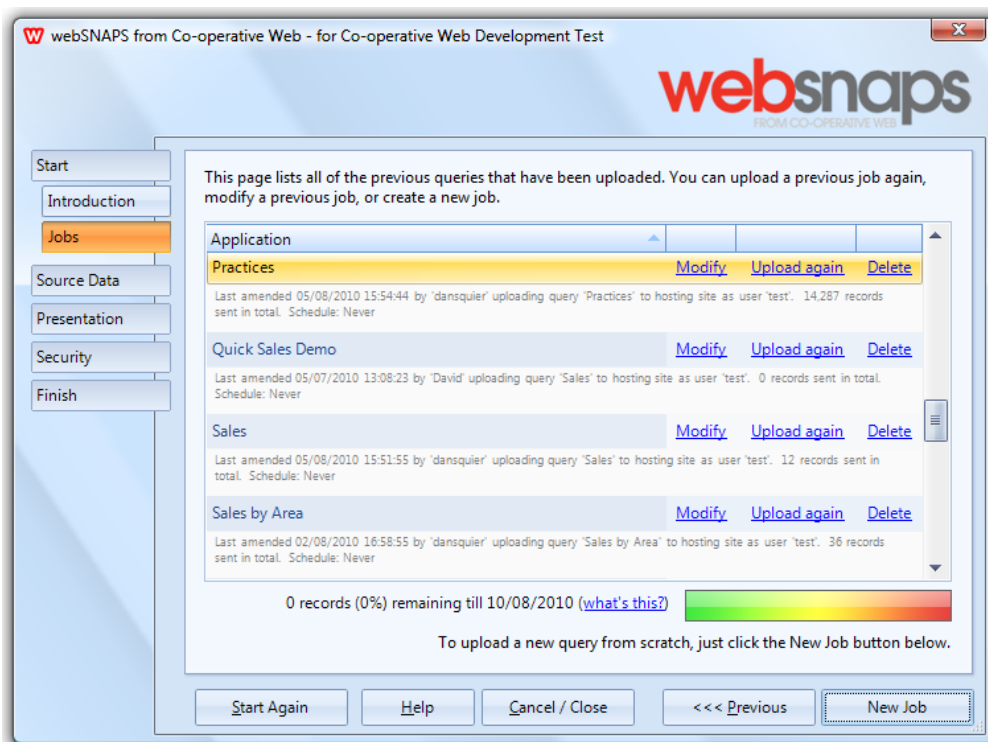 webSNAPS from Co-operative Web - for Co-operative Web Development Test
websnaps
FROM CO-OPERATIVE WEB
Start
Introduction
Jobs
Source Data
Presentation
Security
Finish
This page lists all of the previous queries that have been uploaded. You can upload a previous job again,
modify a previous job, or create a new job.
Application
Practices Modify Upload again Delete
Last amended 05/08/2010 15:54:44 by 'dansquier' uploading query 'Practices' to hosting site as user 'test'. 14,287 records
sent in total. Schedule: Never
Quick Sales Demo Modify Upload again Delete
Last amended 05/07/2010 13:08:23 by 'David' uploading query 'Sales' to hosting site as user 'test'. 0 records sent in total.
Schedule: Never
Sales Modify Upload again Delete
Last amended 05/08/2010 15:51:55 by 'dansquier' uploading query 'Sales' to hosting site as user 'test'. 12 records sent in
total. Schedule: Never
Sales by Area Modify Upload again Delete
Last amended 02/08/2010 16:58:55 by 'dansquier' uploading query 'Sales by Area' to hosting site as user 'test'. 36 records
sent in total. Schedule: Never
0 records (0%) remaining till 10/08/2010 (what's this?)
To upload a new query from scratch, just click the New Job button below.
Start Again Help Cancel / Close <<< Previous New Job